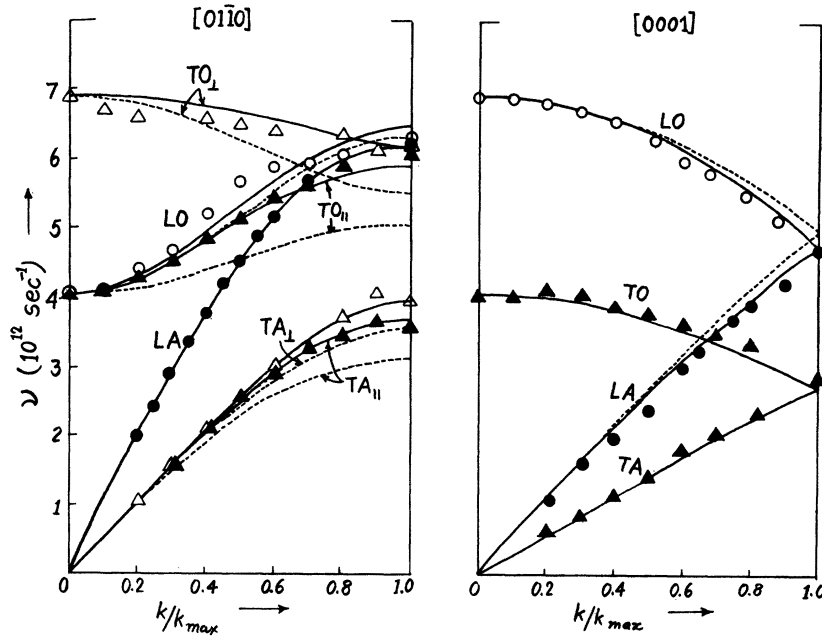 [01Ī10]
[0001]
ν (10¹² sec⁻¹)
7
6
5
4
3
2
1
0
TO⊥
LO
TO∥
LA
TA⊥
TA∥
0 0.2 0.4 0.6 0.8 1.0
k/kmax
LO
TO
LA
TA
0 0.2 0.4 0.6 0.8 1.0
k/kmax